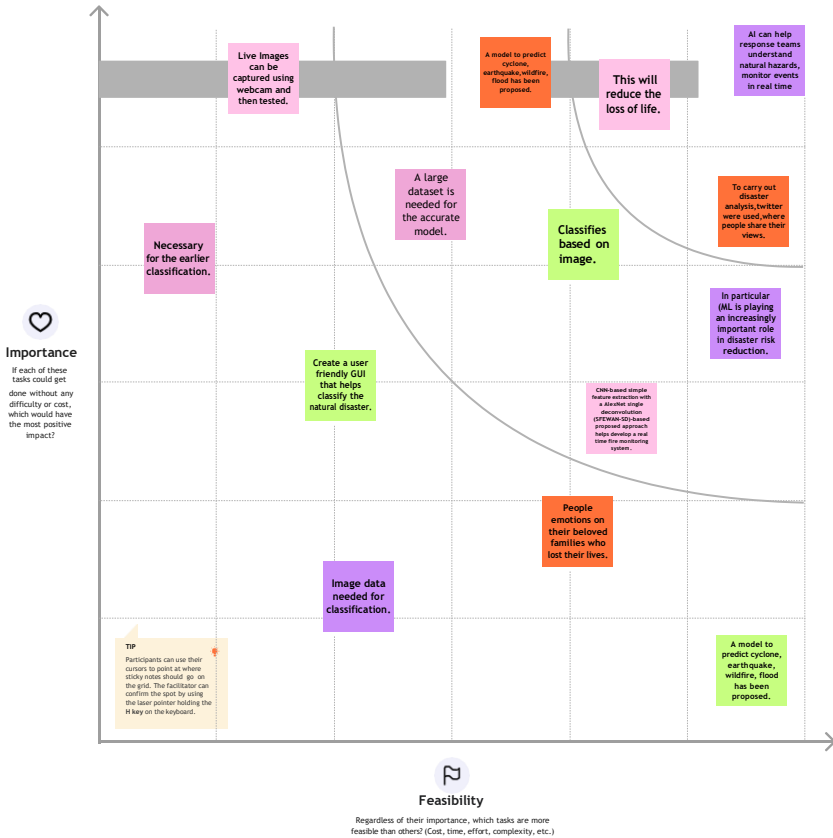 Live Images
can be
captured using
webcam and
then tested.
A model to predict
cyclone,
earthquake,wildfire,
flood has been
proposed.
This will
reduce the
loss of life.
AI can help
response teams
understand
natural hazards,
monitor events
in real time
A large
dataset is
needed for
the accurate
model.
To carry out
disaster
analysis,twitter
were used,where
people share their
views.
Necessary
for the earlier
classification.
Classifies
based on
image.
In particular
(ML is playing
an increasingly
important role
in disaster risk
reduction.
Importance
If each of these
tasks could get
done without any
difficulty or cost,
which would have
the most positive
impact?
Create a user
friendly GUI
that helps
classify the
natural disaster.
CNN-based simple
feature extraction with
a AlexNet single
deconvolution
(SFEWAN-SD)-based
proposed approach
helps develop a real
time fire monitoring
system.
People
emotions on
their beloved
families who
lost their lives.
Image data
needed for
classification.
TIP
Participants can use their
cursors to point at where
sticky notes should go on
the grid. The facilitator can
confirm the spot by using
the laser pointer holding the
H key on the keyboard.
A model to
predict cyclone,
earthquake,
wildfire, flood
has been
proposed.
Feasibility
Regardless of their importance, which tasks are more
feasible than others? (Cost, time, effort, complexity, etc.)